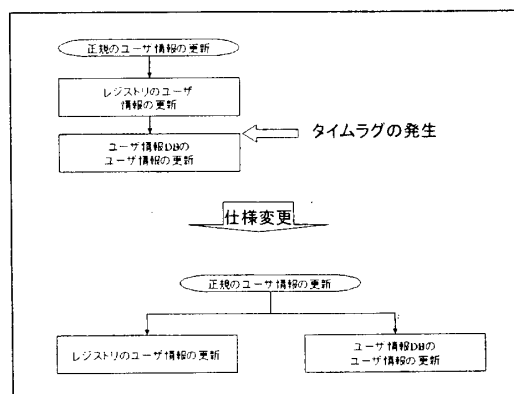 正規のユーザ情報の更新
レジストリのユーザ
情報の更新
タイムラグの発生
ユーザ情報DBの
ユーザ情報の更新
仕様変更
正規のユーザ情報の更新
レジストリのユーザ情報の更新
ユーザ情報DBの
ユーザ情報の更新